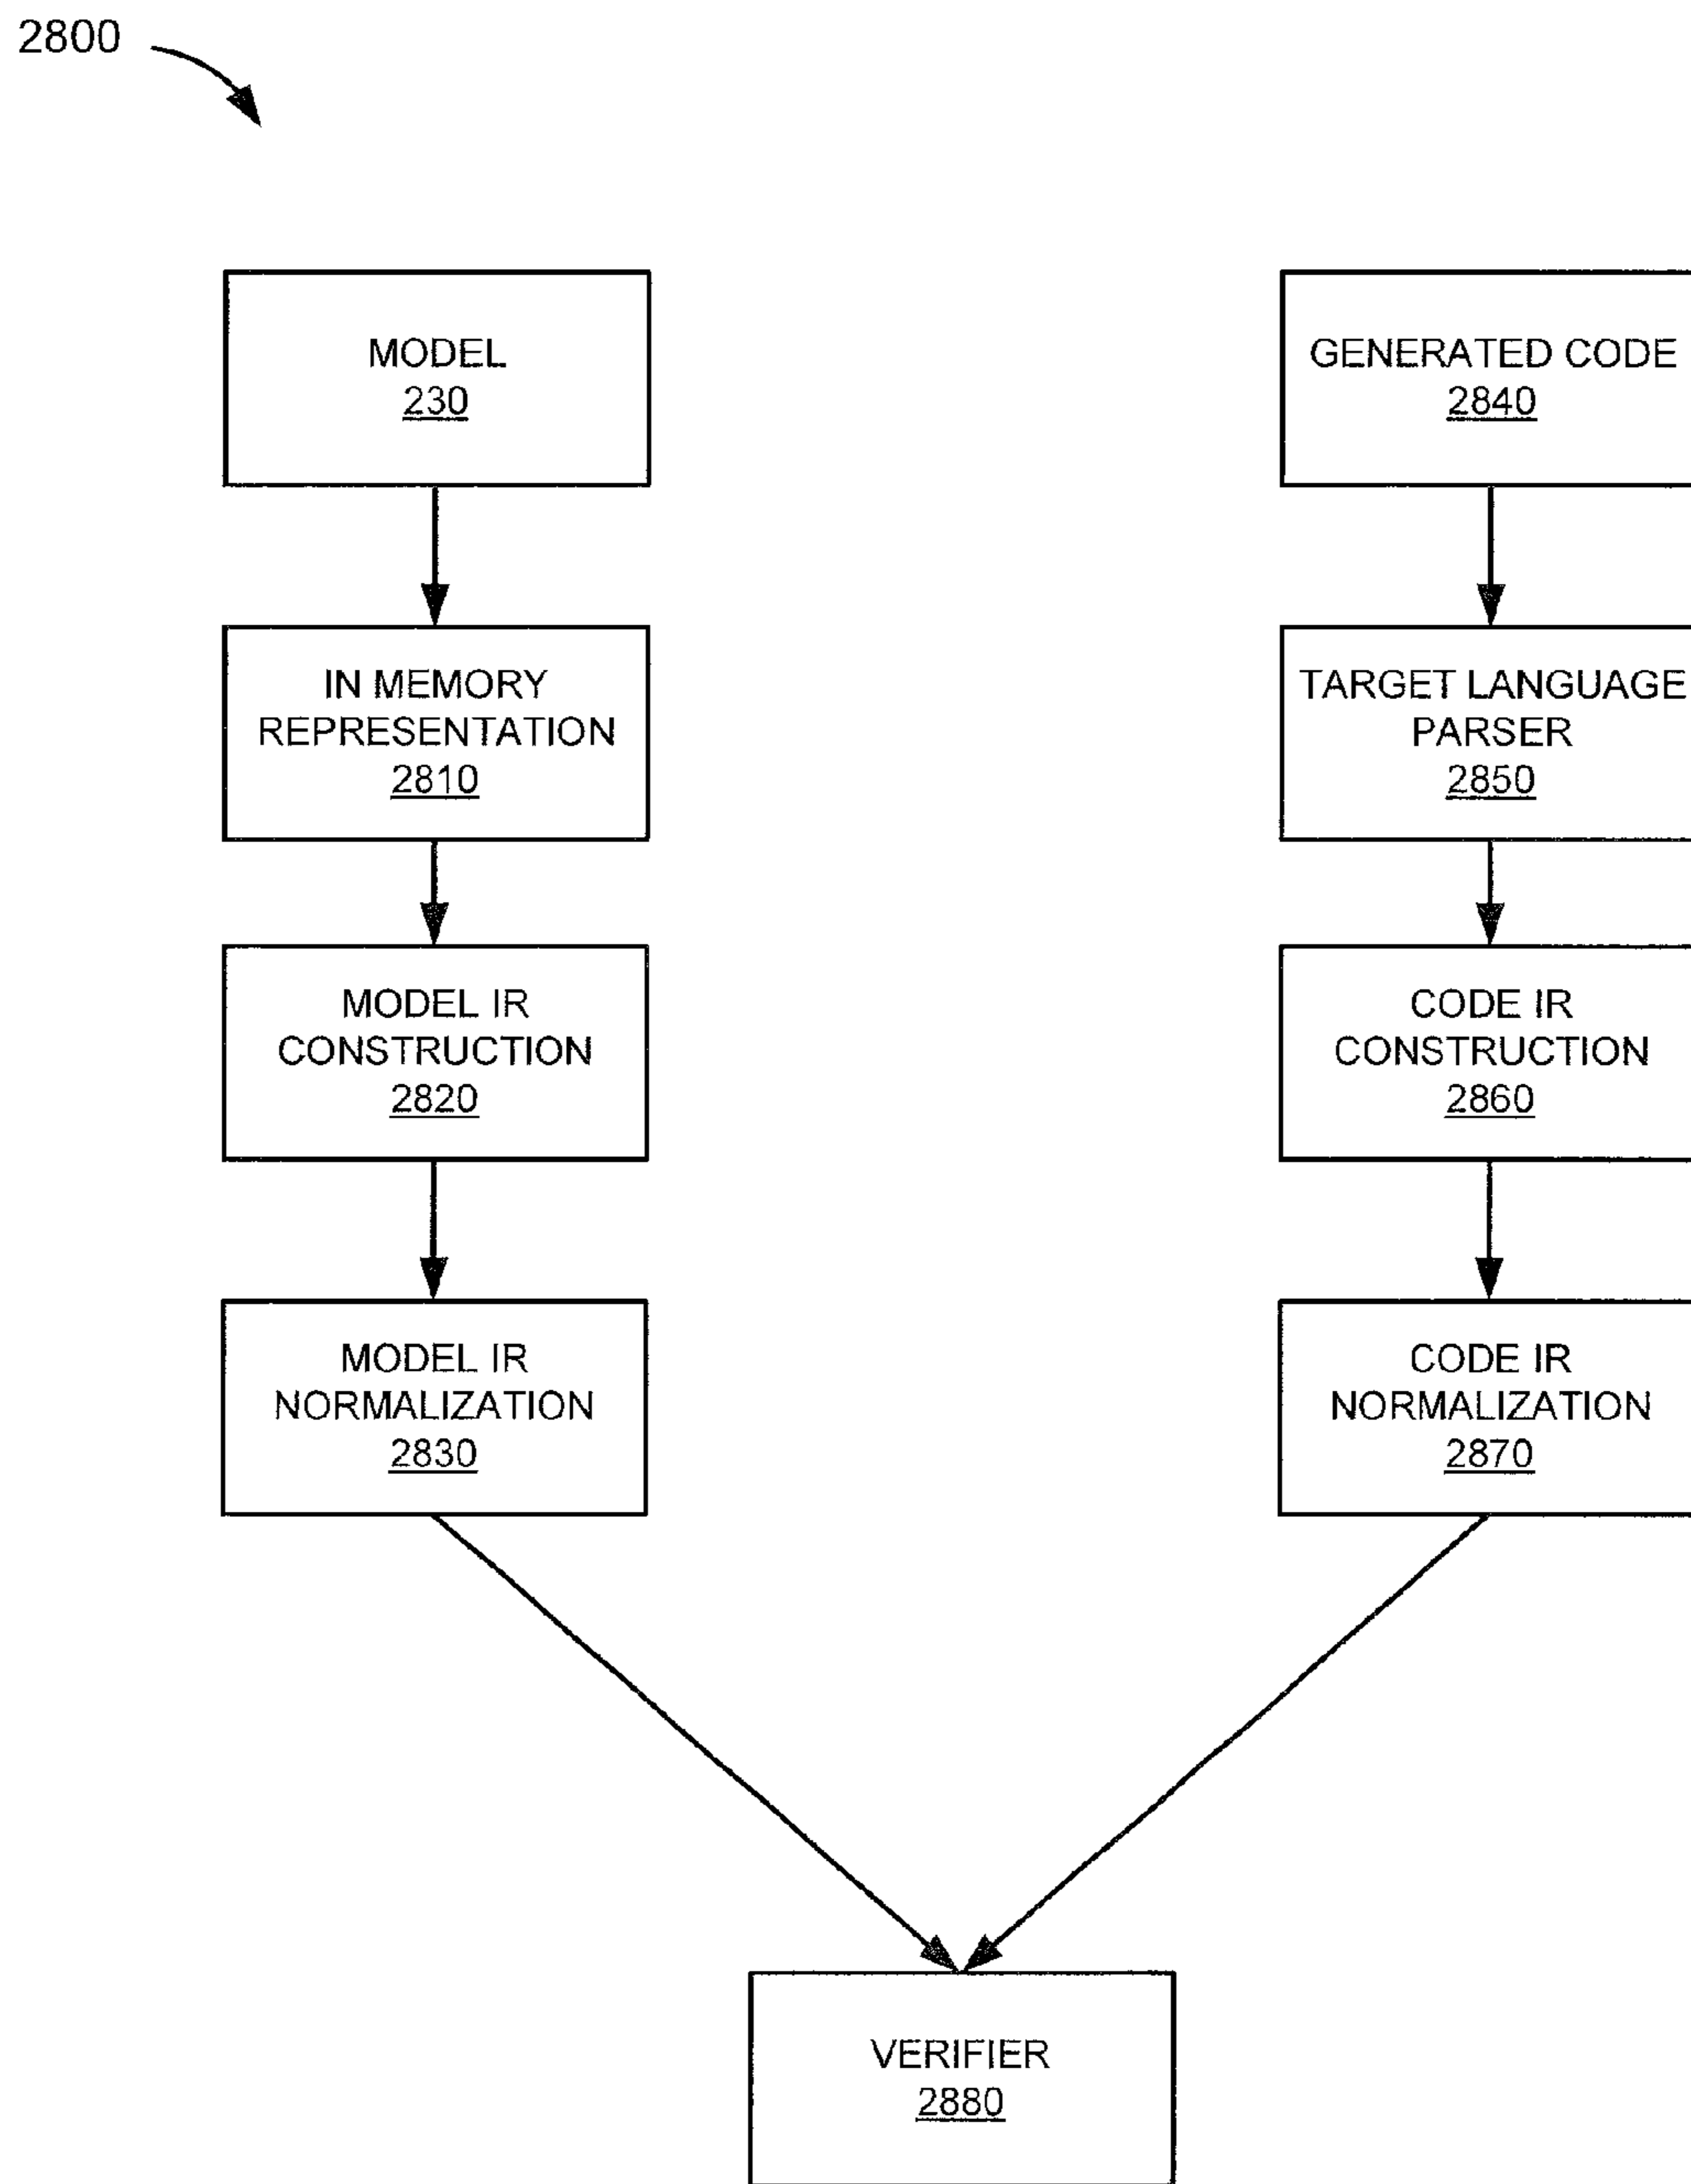 2800
MODEL
230
IN MEMORY
REPRESENTATION
2810
MODEL IR
CONSTRUCTION
2820
MODEL IR
NORMALIZATION
2830
GENERATED CODE
2840
TARGET LANGUAGE
PARSER
2850
CODE IR
CONSTRUCTION
2860
CODE IR
NORMALIZATION
2870
VERIFIER
2880